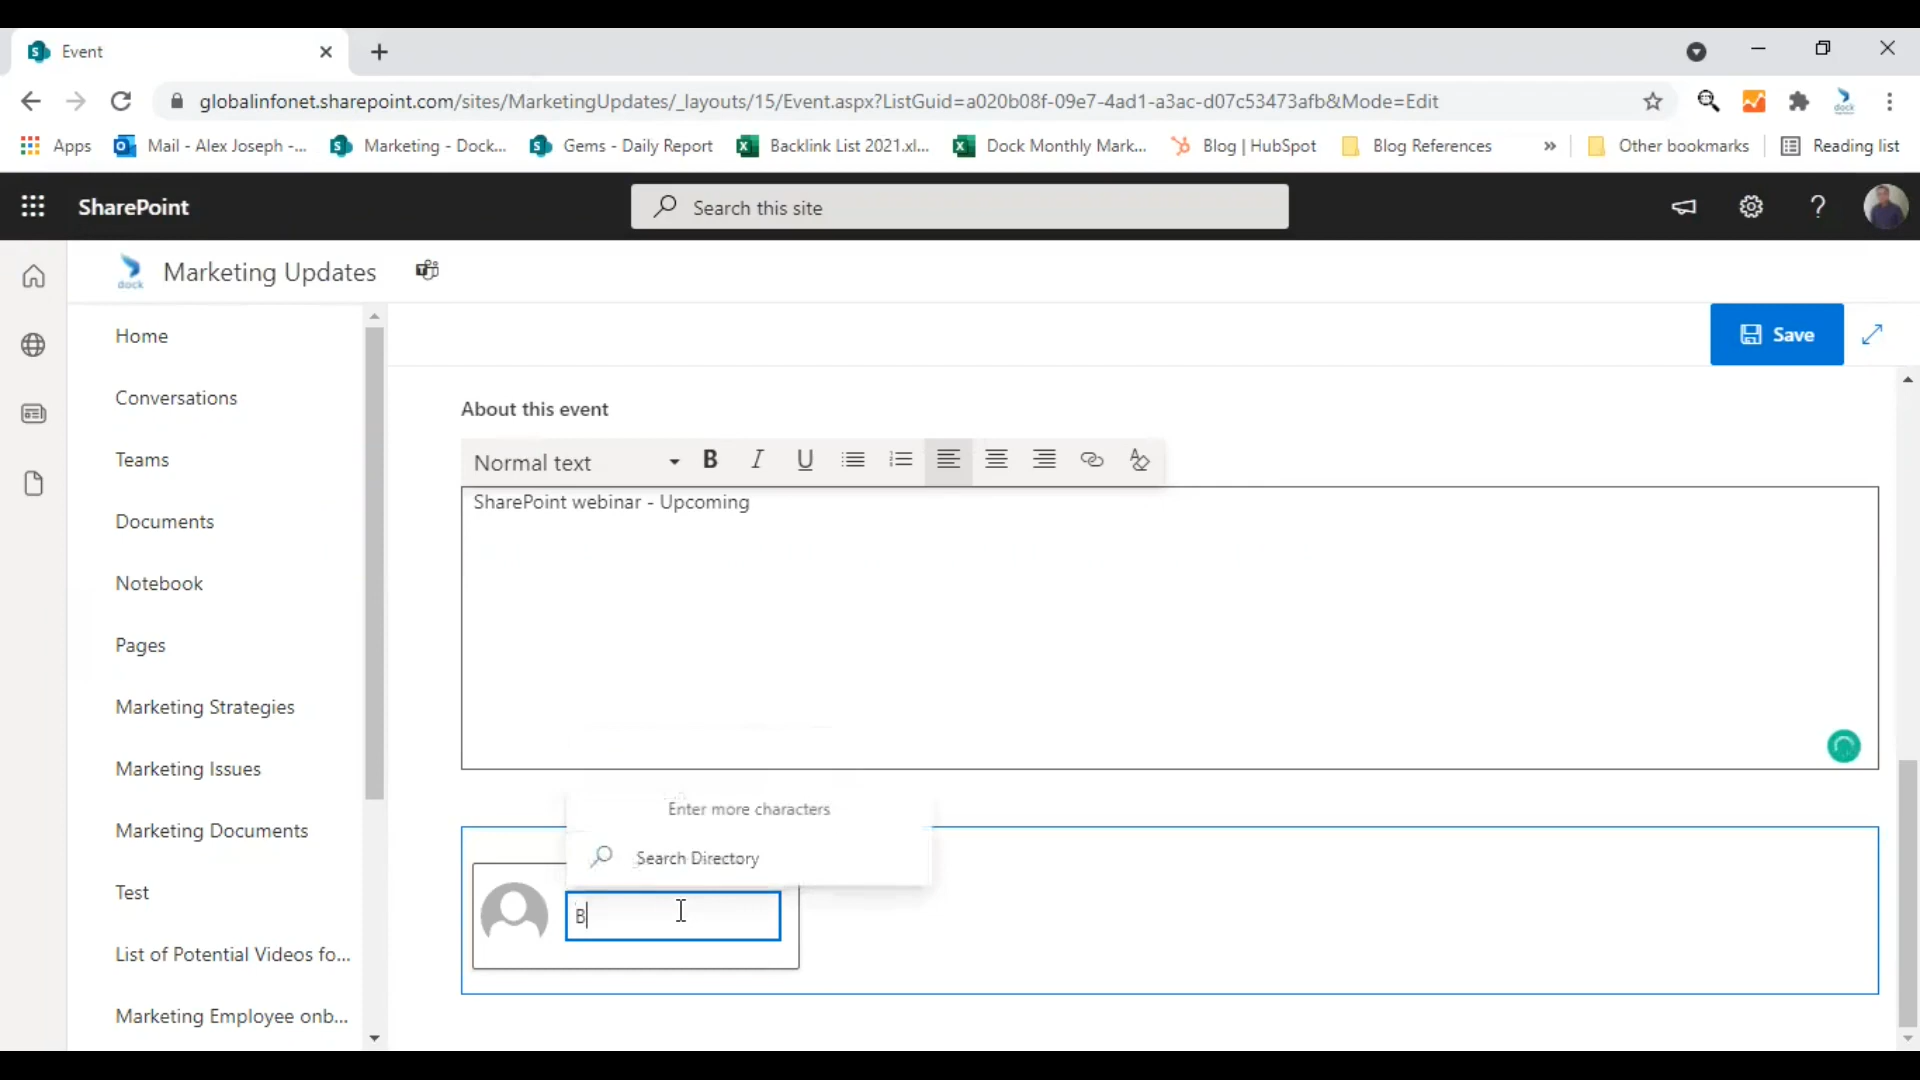 Event
globalinfonet.sharepoint.com/sites/MarketingUpdates/_layouts/15/Event.aspx?ListGuid=a020b08f-09e7-4ad1-a3ac-d07c53473afb&Mode=Edit
Apps
Mail - Alex Joseph -...
Marketing - Dock...
Gems - Daily Report
Backlink List 2021.xl...
Dock Monthly Mark...
Blog | HubSpot
Blog References
»
Other bookmarks
Reading list
SharePoint
Search this site
dock
Marketing Updates
Save
Home
Conversations
Teams
Documents
Notebook
Pages
Marketing Strategies
Marketing Issues
Marketing Documents
Test
List of Potential Videos fo...
Marketing Employee onb...
About this event
Normal text
B I U
SharePoint webinar - Upcoming
Enter more characters
Search Directory
B